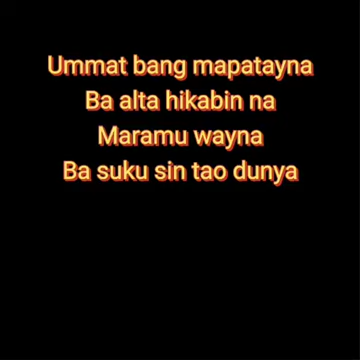 Ummat bang mapatayna
Ba alta hikabin na
Maramu wayna
Ba suku sin tao dunya